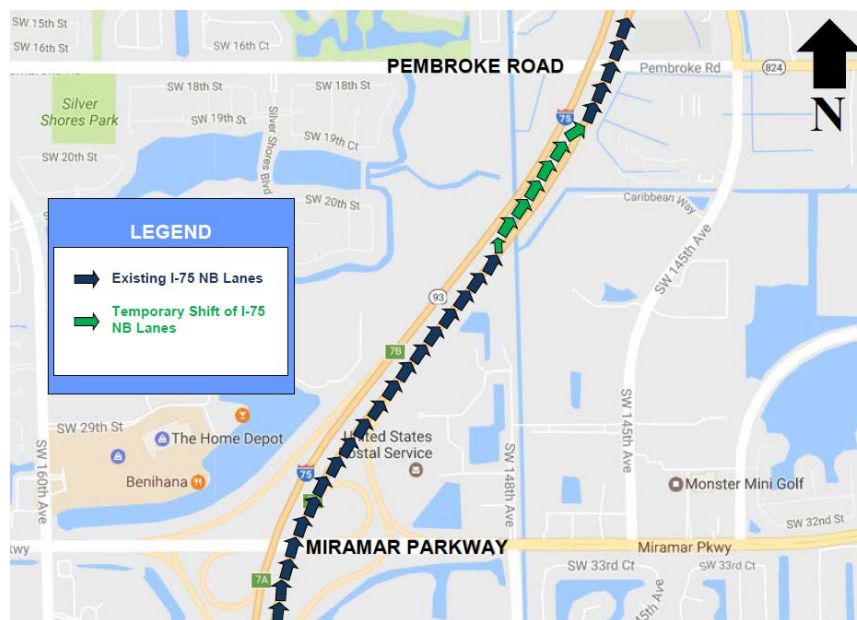 SW 15th St
SW 16th St
SW 16th Ct
PEMBROKE ROAD
Pembroke Rd
824
N
SW 18th St
SW 18th St
Silver
Shores Park
SW 19th St
SW 19th Ct
Silver Shores Blvd
75
SW 20th St
SW 20th St
Caribbean Way
SW 145th Ave
LEGEND
Existing I-75 NB Lanes
Temporary Shift of I-75
NB Lanes
93
7B
SW 29th St
The Home Depot
Benihana
SW 160th Ave
United States
Postal Service
75
SW 148th Ave
SW 145th Ave
Monster Mini Golf
SW 32nd St
kwy
MIRAMAR PARKWAY
Miramar Pkwy
7A
SW 33rd Ct
SW 33rd Ct
45th Ave